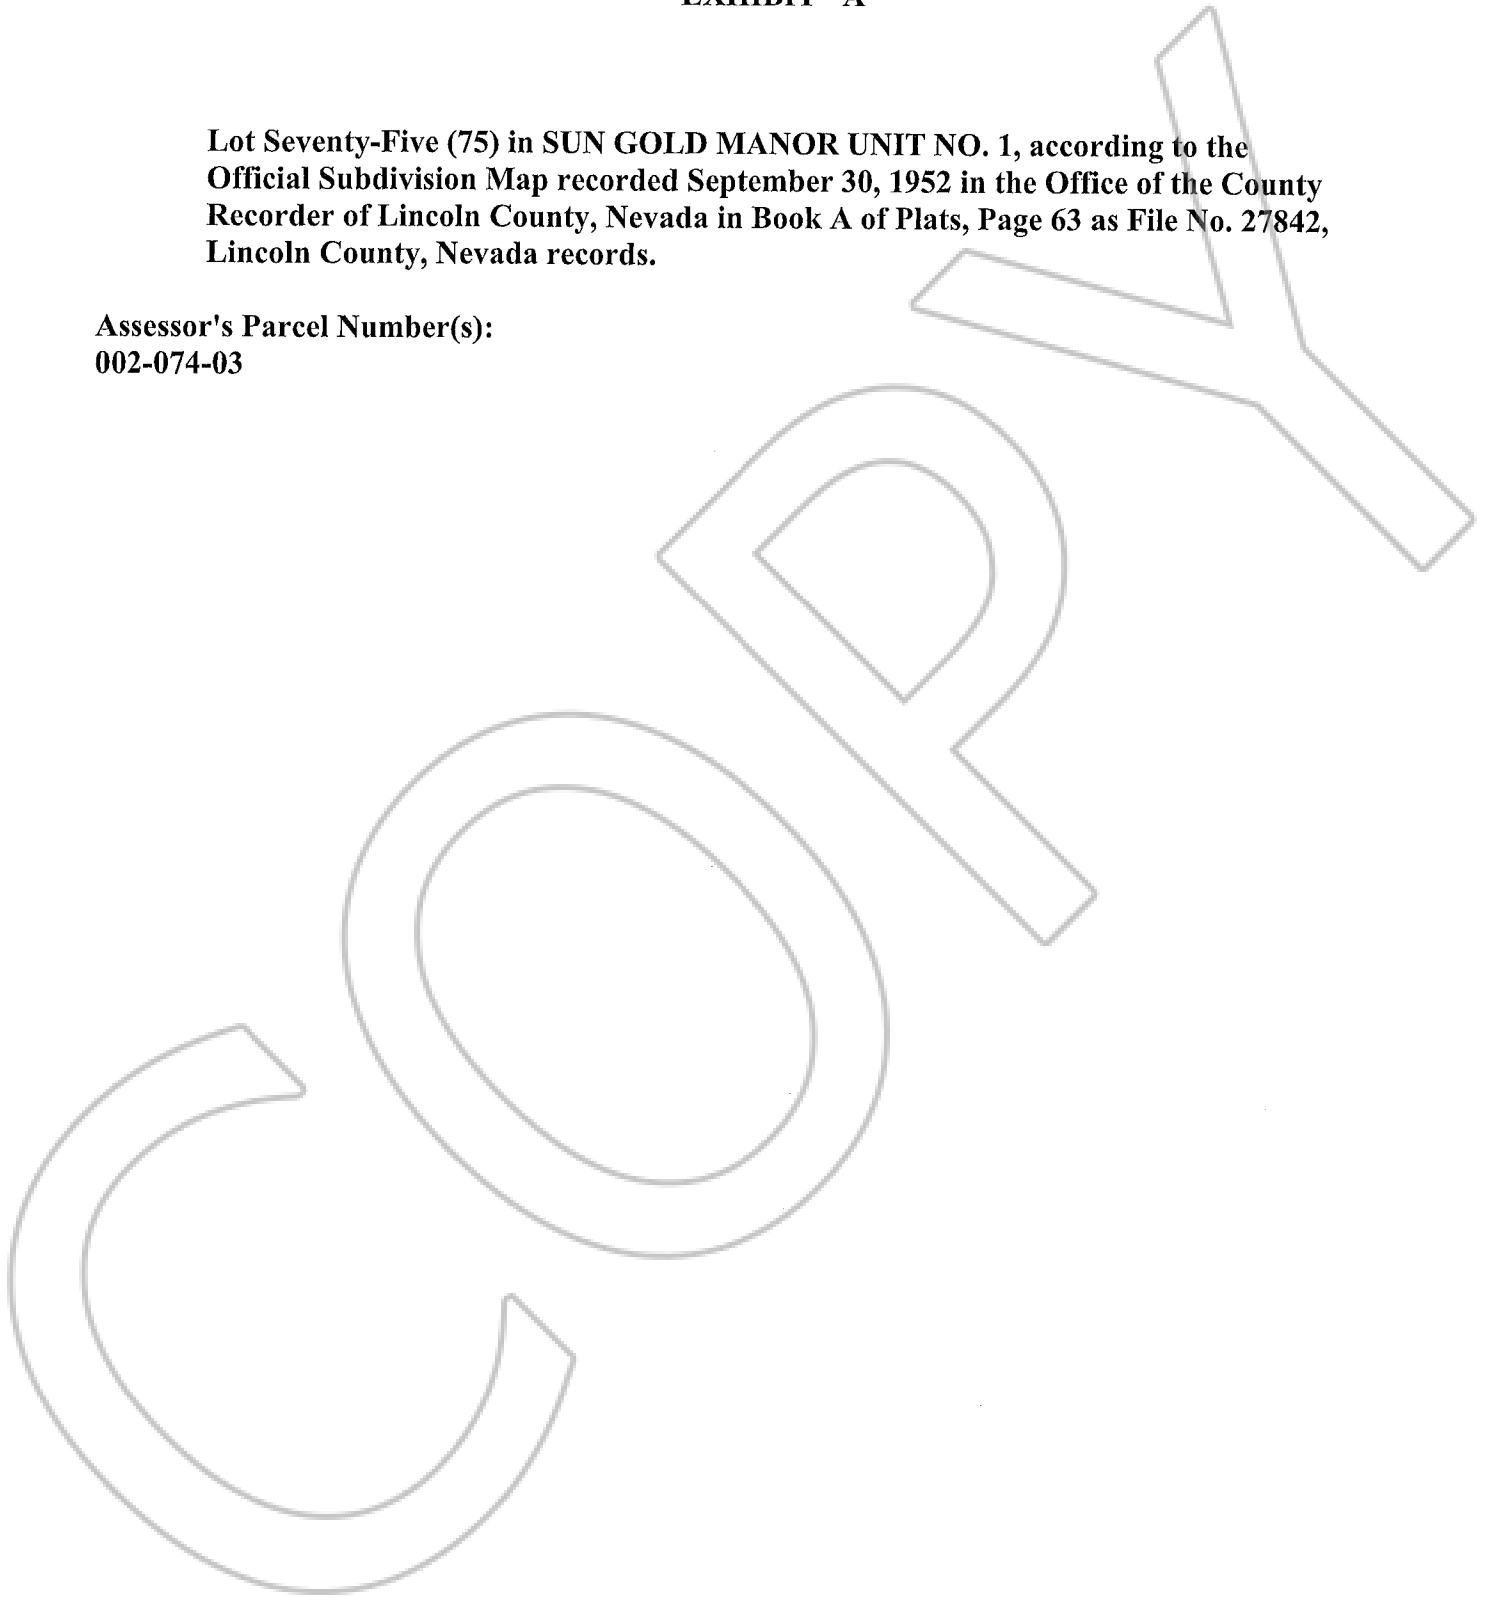 EXHIBIT "A"
Lot Seventy-Five (75) in SUN GOLD MANOR UNIT NO. 1, according to the
Official Subdivision Map recorded September 30, 1952 in the Office of the County
Recorder of Lincoln County, Nevada in Book A of Plats, Page 63 as File No. 27842,
Lincoln County, Nevada records.
Assessor's Parcel Number(s):
002-074-03
COPY